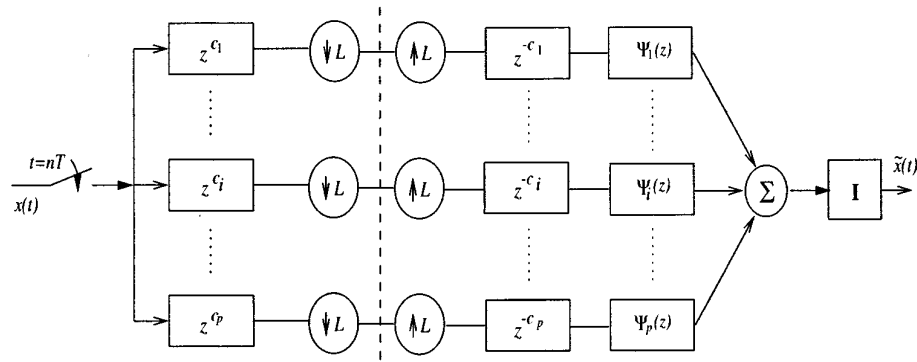 z^{c_1} ↓L ↑L z^{-c_1} Ψ_1(z)
t=nT
x(t) z^{c_i} ↓L ↑L z^{-c_i} Ψ_i(z) Σ I x̃(t)
z^{c_p} ↓L ↑L z^{-c_p} Ψ_p(z)